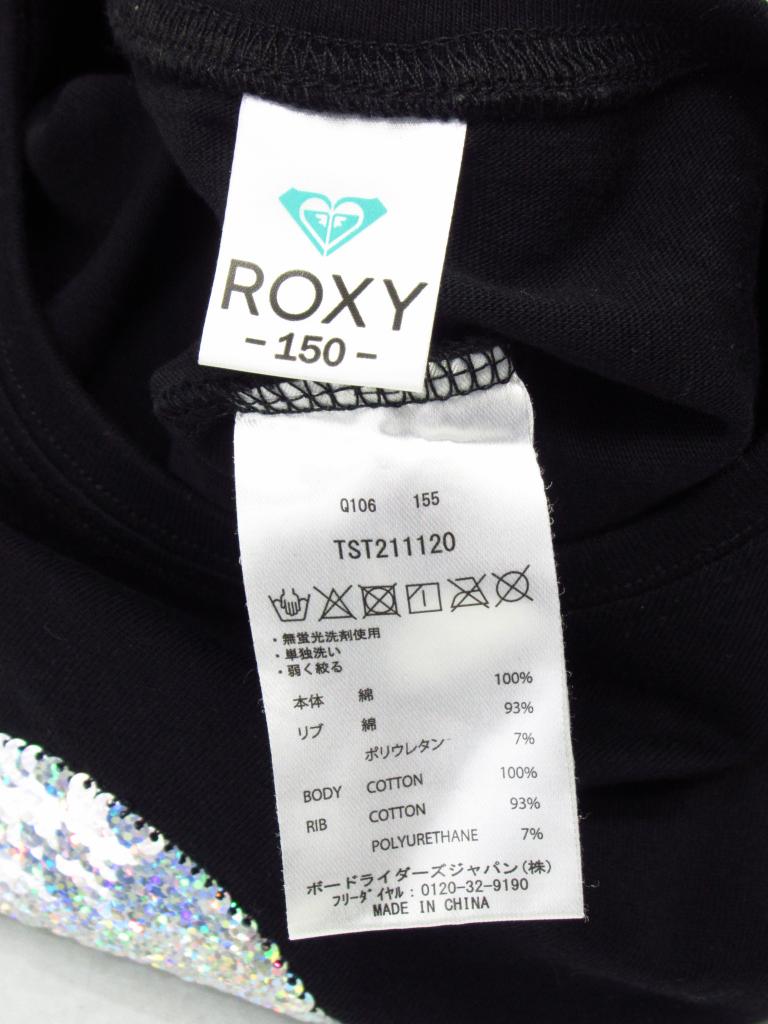 ROXY
-150-
Q106 155
TST211120
・無蛍光洗剤使用
・単独洗い
・弱く絞る
本体 綿 100%
リブ 綿 93%
ポリウレタン 7%
BODY COTTON 100%
RIB COTTON 93%
POLYURETHANE 7%
ボードライダーズジャパン(株)
フリーダイヤル:0120-32-9190
MADE IN CHINA